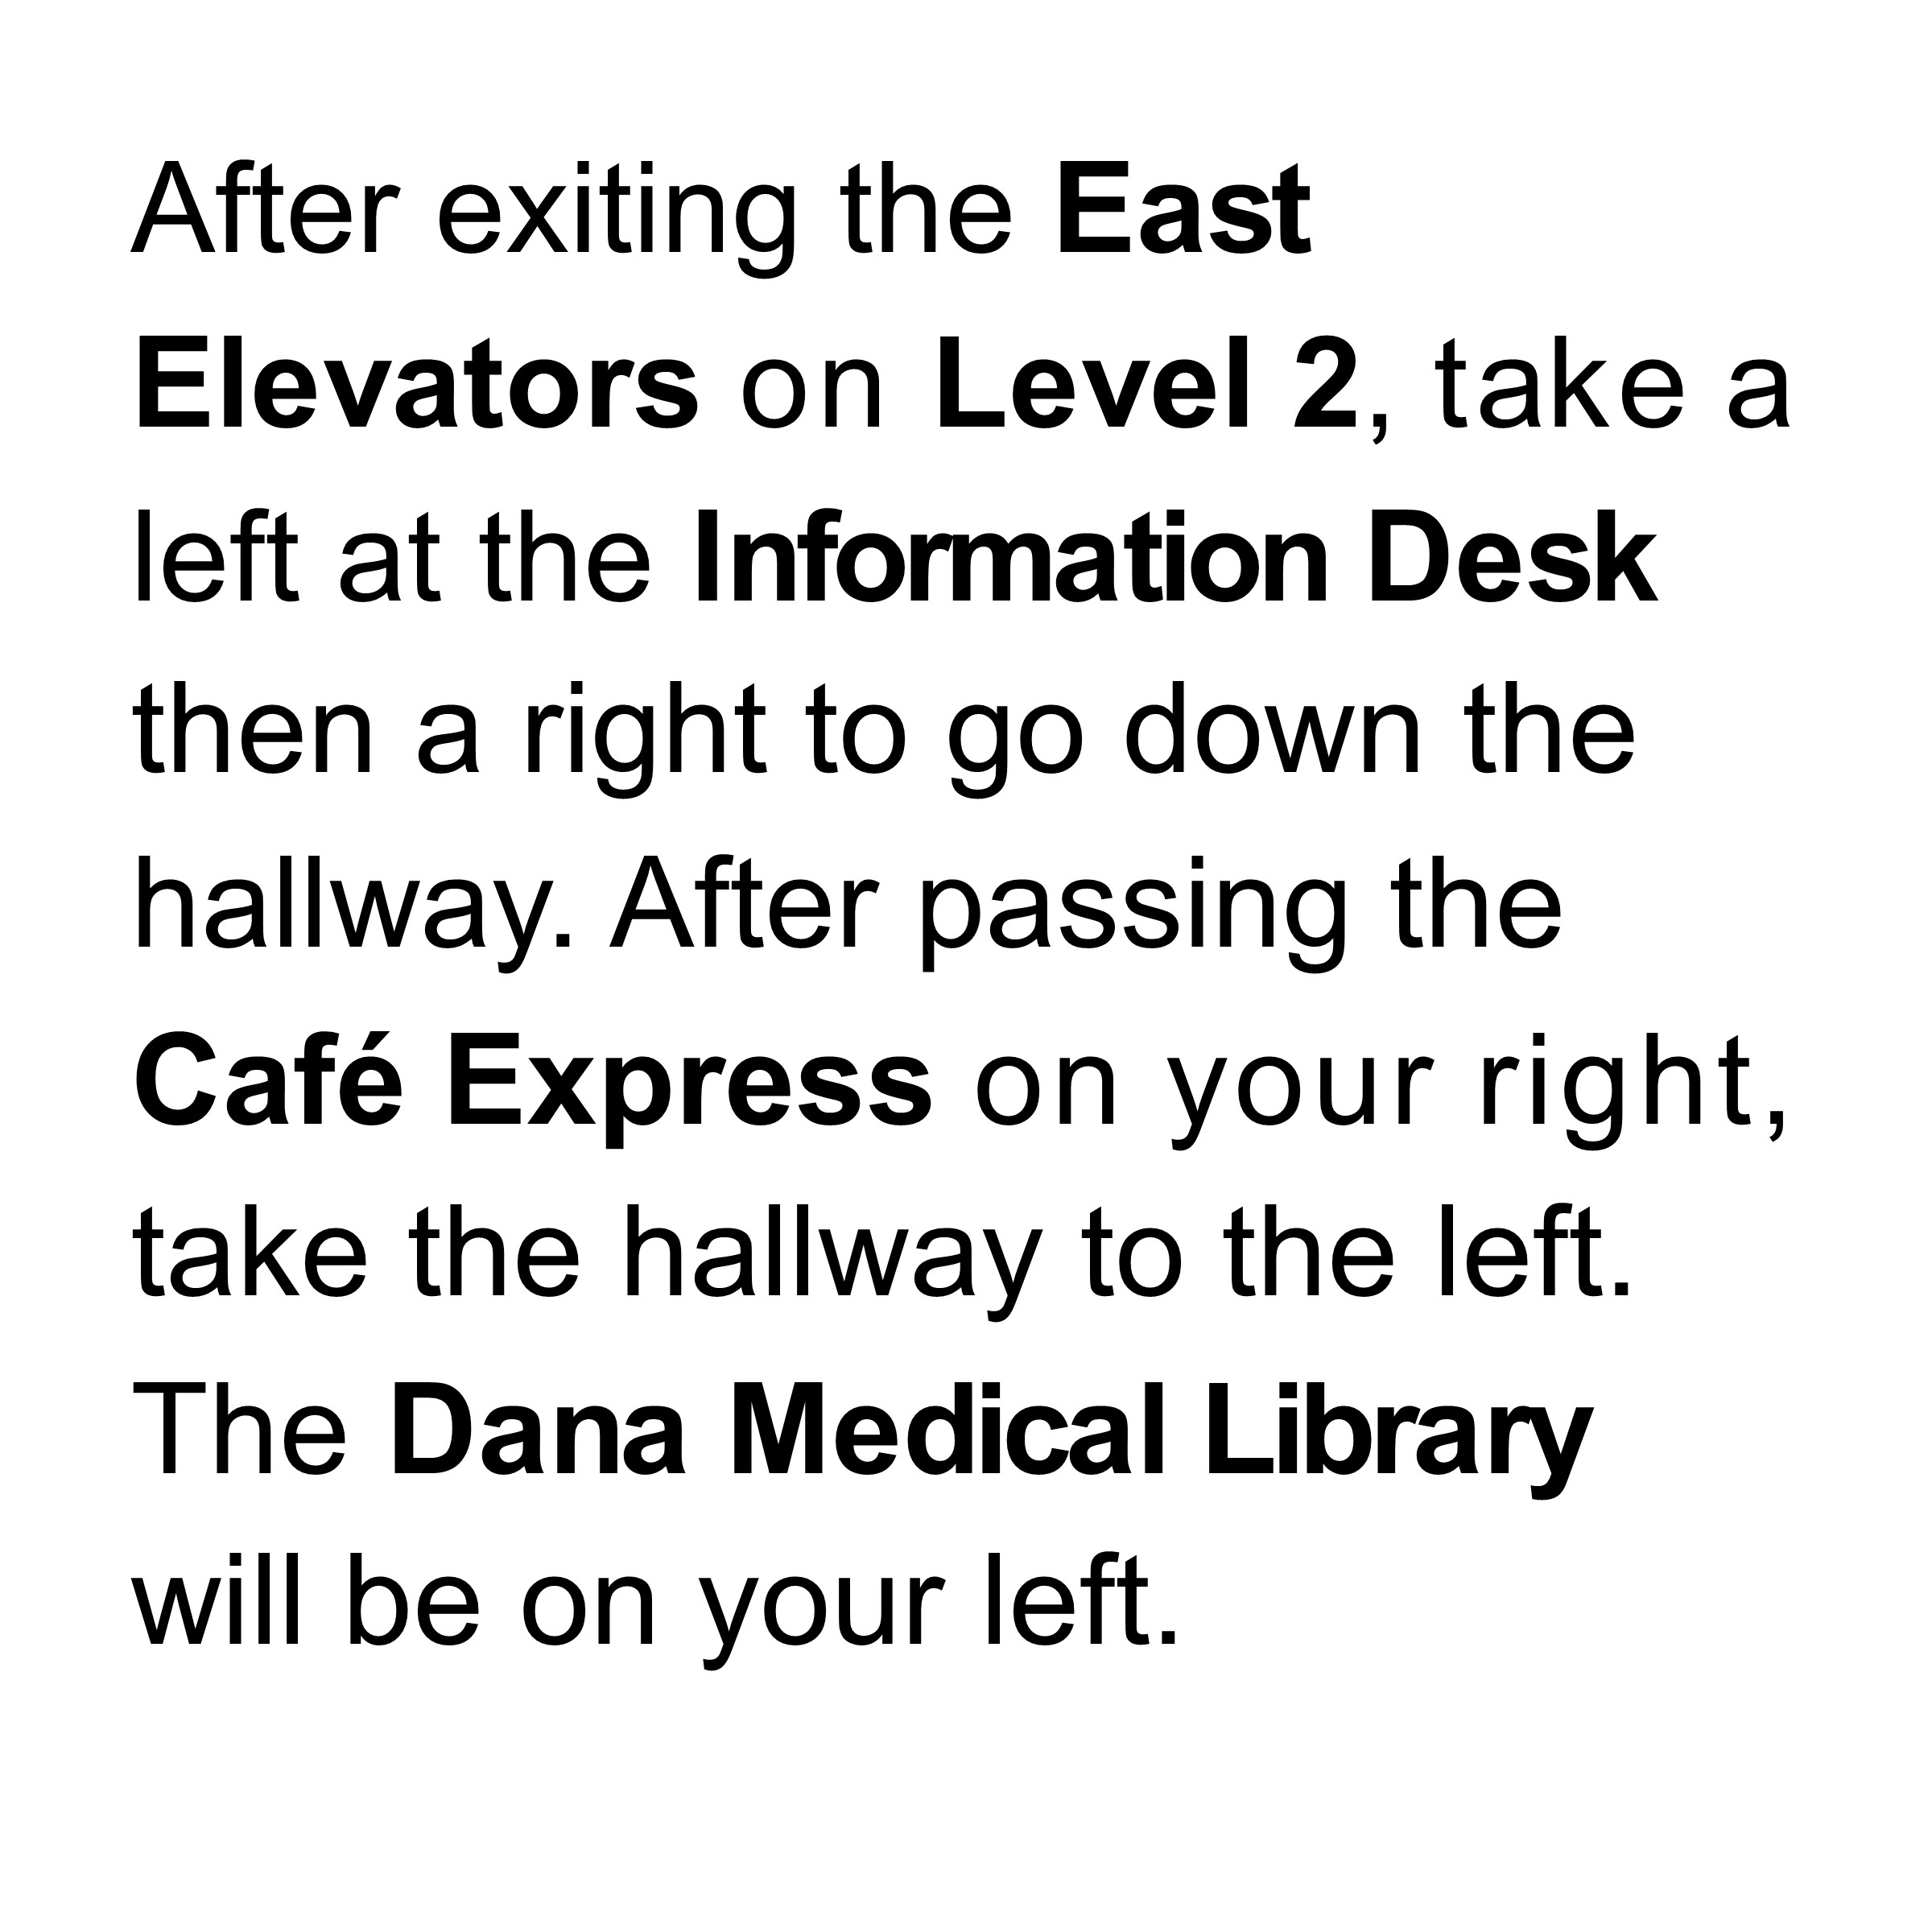 After exiting the East
Elevators on Level 2, take a
left at the Information Desk
then a right to go down the
hallway. After passing the
Café Express on your right,
take the hallway to the left.
The Dana Medical Library
will be on your left.